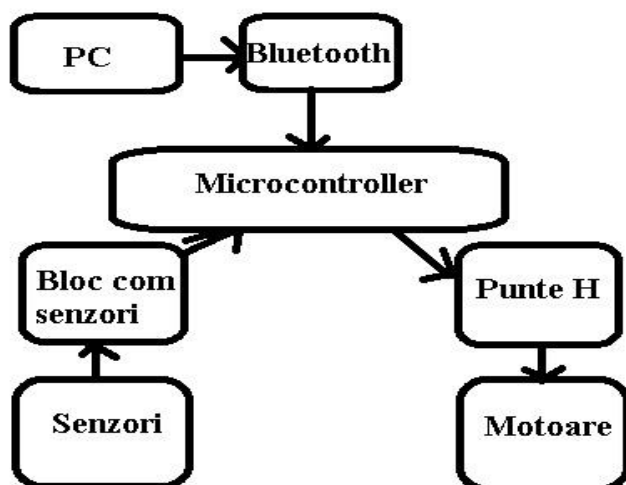 PC
Bluetooth
Microcontroller
Bloc com
senzori
Punte H
Senzori
Motoare